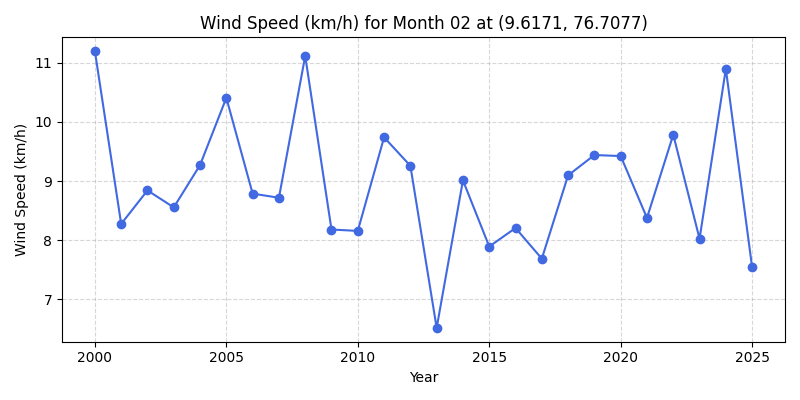 Wind Speed (km/h) for Month 02 at (9.6171, 76.7077)
Wind Speed (km/h)
11
10
9
8
7
2000 2005 2010 2015 2020 2025
Year